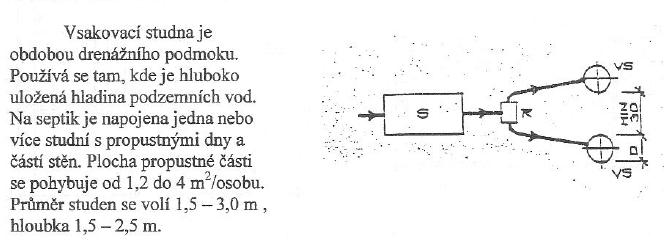 Vsakovací studna je
obdobou drenážního podmoku.
Používá se tam, kde je hluboko
uložená hladina podzemních vod.
Na septik je napojena jedna nebo
více studní s propustnými dny a
částí stěn. Plocha propustné části
se pohybuje od 1,2 do 4 m²/osobu.
Průměr studen se volí 1,5 – 3,0 m ,
hloubka 1,5 – 2,5 m.
VS
S
R
MIN 3D
D
VS